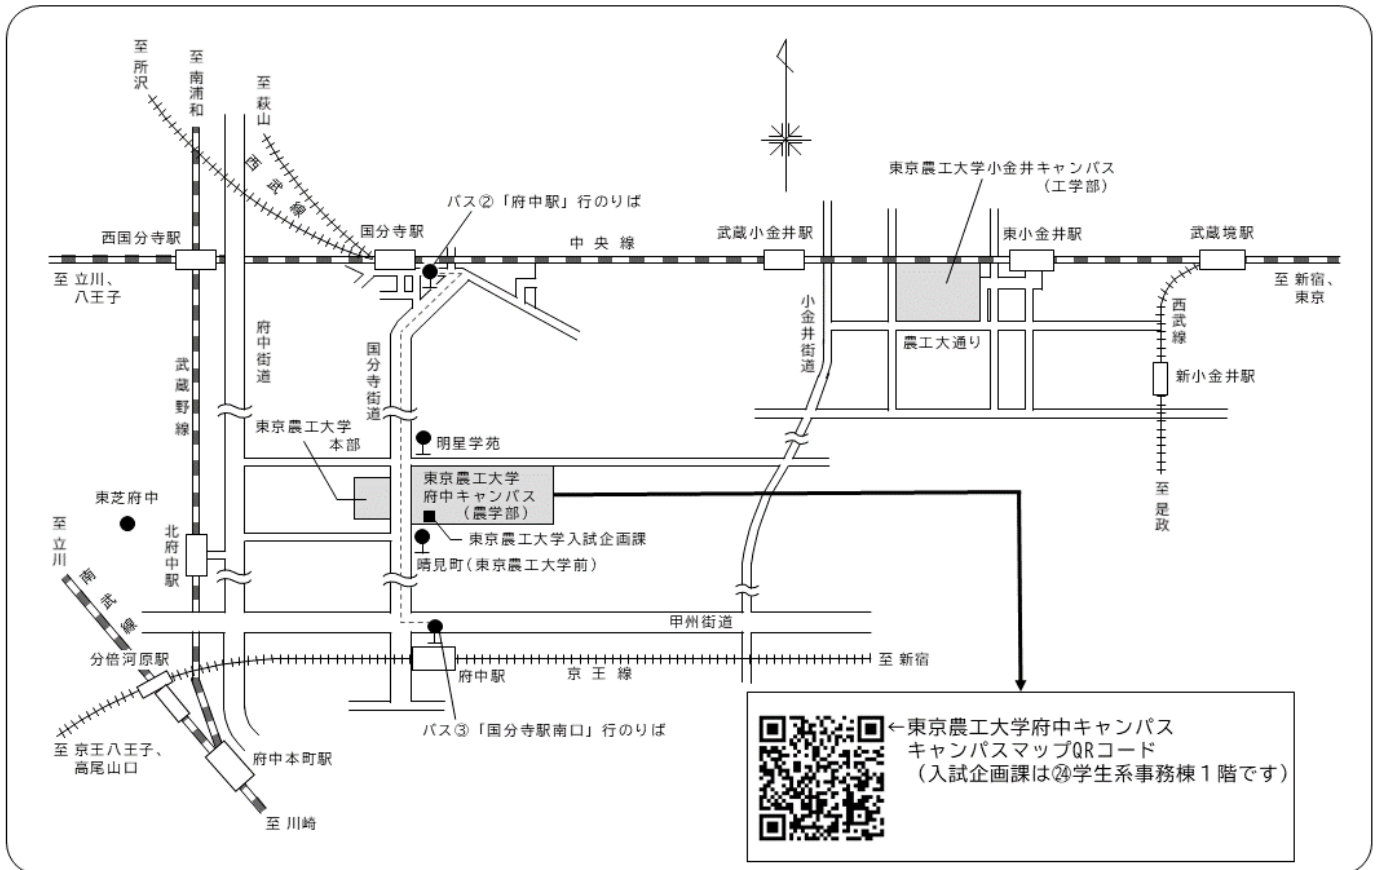 至 所沢
至 南浦和
至 萩山
西武線
東京農工大学小金井キャンパス
（工学部）
バス②「府中駅」行のりば
西国分寺駅
国分寺駅
中央線
武蔵小金井駅
東小金井駅
武蔵境駅
至 立川、
八王子
至 新宿、
東京
府中街道
国分寺街道
小金井街道
西武線
農工大通り
武蔵野線
新小金井駅
東京農工大学
本部
明星学苑
東京農工大学
府中キャンパス
（農学部）
東芝府中
至 是政
至 立川
南武線
北府中駅
東京農工大学入試企画課
晴見町(東京農工大学前)
甲州街道
分倍河原駅
府中駅
京王線
至 新宿
バス③「国分寺駅南口」行のりば
至 京王八王子、
高尾山口
府中本町駅
至 川崎
←東京農工大学府中キャンパス
キャンパスマップQRコード
（入試企画課は㉔学生系事務棟１階です）